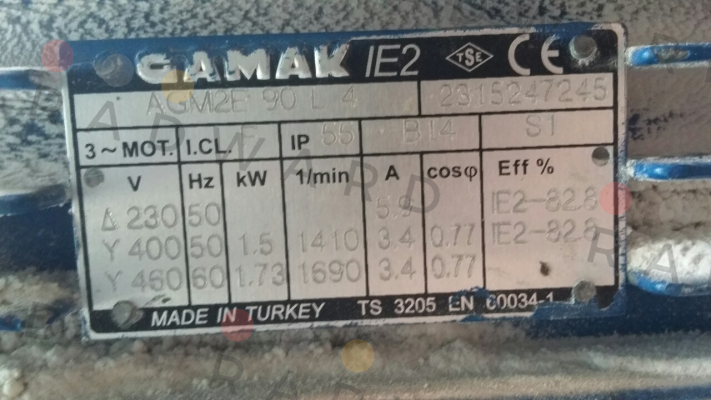 GAMAK IE2 TSE CE
AGM2E 90 L 4 2315247245
3~MOT. I.CL. F IP 55 B14 S1
V Hz kW 1/min A cosφ Eff %
Δ 230 50 5.9 IE2-82.8
Y 400 50 1.5 1410 3.4 0.77 IE2-82.8
Y 460 60 1.73 1690 3.4 0.77
MADE IN TURKEY TS 3205 EN 60034-1